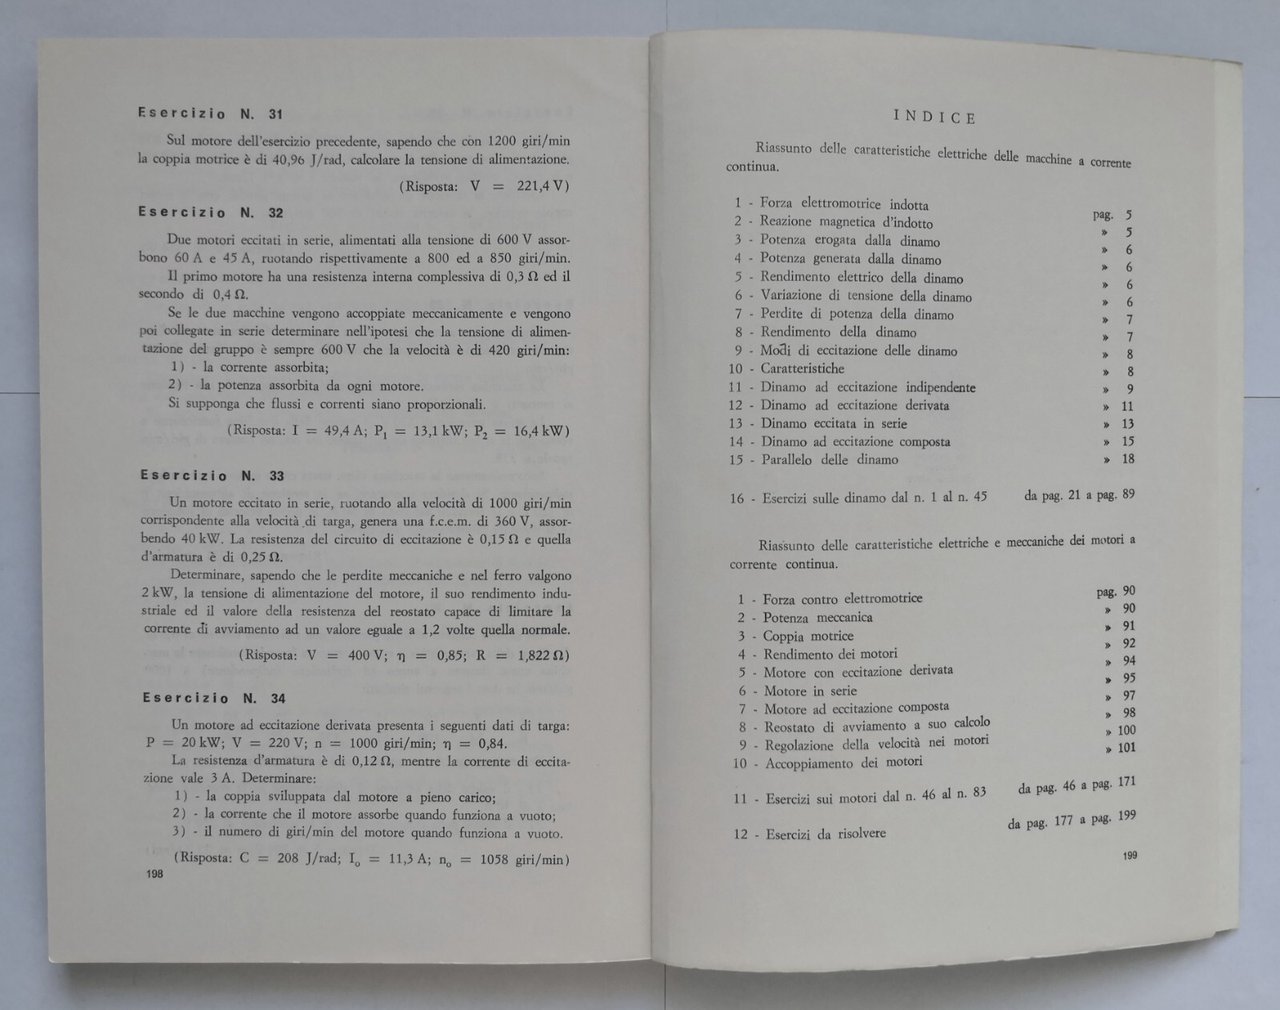 Esercizio N. 31
Sul motore dell'esercizio precedente, sapendo che con 1200 giri/min
la coppia motrice è di 40,96 J/rad, calcolare la tensione di alimentazione.
(Risposta: V = 221,4 V)
Esercizio N. 32
Due motori eccitati in serie, alimentati alla tensione di 600 V assor-
bono 60 A e 45 A, ruotando rispettivamente a 800 ed a 850 giri/min.
Il primo motore ha una resistenza interna complessiva di 0,3 Ω ed il
secondo di 0,4 Ω.
Se le due macchine vengono accoppiate meccanicamente e vengono
poi collegate in serie determinare nell'ipotesi che la tensione di alimen-
tazione del gruppo è sempre 600 V che la velocità è di 420 giri/min:
1) - la corrente assorbita;
2) - la potenza assorbita da ogni motore.
Si supponga che flussi e correnti siano proporzionali.
(Risposta: I = 49,4 A; P₁ = 13,1 kW; P₂ = 16,4 kW)
Esercizio N. 33
Un motore eccitato in serie, ruotando alla velocità di 1000 giri/min
corrispondente alla velocità di targa, genera una f.c.e.m. di 360 V, assor-
bendo 40 kW. La resistenza del circuito di eccitazione è 0,15 Ω e quella
d'armatura è di 0,25 Ω.
Determinare, sapendo che le perdite meccaniche e nel ferro valgono
2 kW, la tensione di alimentazione del motore, il suo rendimento indu-
striale ed il valore della resistenza del reostato capace di limitare la
corrente di avviamento ad un valore eguale a 1,2 volte quella normale.
(Risposta: V = 400 V; η = 0,85; R = 1,822 Ω)
Esercizio N. 34
Un motore ad eccitazione derivata presenta i seguenti dati di targa:
P = 20 kW; V = 220 V; n = 1000 giri/min; η = 0,84.
La resistenza d'armatura è di 0,12 Ω, mentre la corrente di eccita-
zione vale 3 A. Determinare:
1) - la coppia sviluppata dal motore a pieno carico;
2) - la corrente che il motore assorbe quando funziona a vuoto;
3) - il numero di giri/min del motore quando funziona a vuoto.
(Risposta: C = 208 J/rad; Iₒ = 11,3 A; nₒ = 1058 giri/min)
198
INDICE
Riassunto delle caratteristiche elettriche delle macchine a corrente
continua.
1 - Forza elettromotrice indotta pag. 5
2 - Reazione magnetica d'indotto » 5
3 - Potenza erogata dalla dinamo » 6
4 - Potenza generata dalla dinamo » 6
5 - Rendimento elettrico della dinamo » 6
6 - Variazione di tensione della dinamo » 6
7 - Perdite di potenza della dinamo » 7
8 - Rendimento della dinamo » 7
9 - Modi di eccitazione delle dinamo » 8
10 - Caratteristiche » 8
11 - Dinamo ad eccitazione indipendente » 9
12 - Dinamo ad eccitazione derivata » 11
13 - Dinamo eccitata in serie » 13
14 - Dinamo ad eccitazione composta » 15
15 - Parallelo delle dinamo » 18
16 - Esercizi sulle dinamo dal n. 1 al n. 45 da pag. 21 a pag. 89
Riassunto delle caratteristiche elettriche e meccaniche dei motori a
corrente continua.
1 - Forza contro elettromotrice pag. 90
2 - Potenza meccanica » 90
3 - Coppia motrice » 91
4 - Rendimento dei motori » 92
5 - Motore con eccitazione derivata » 94
6 - Motore in serie » 95
7 - Motore ad eccitazione composta » 97
8 - Reostato di avviamento a suo calcolo » 98
9 - Regolazione della velocità nei motori » 100
10 - Accoppiamento dei motori » 101
11 - Esercizi sui motori dal n. 46 al n. 83 da pag. 46 a pag. 171
12 - Esercizi da risolvere da pag. 177 a pag. 199
199